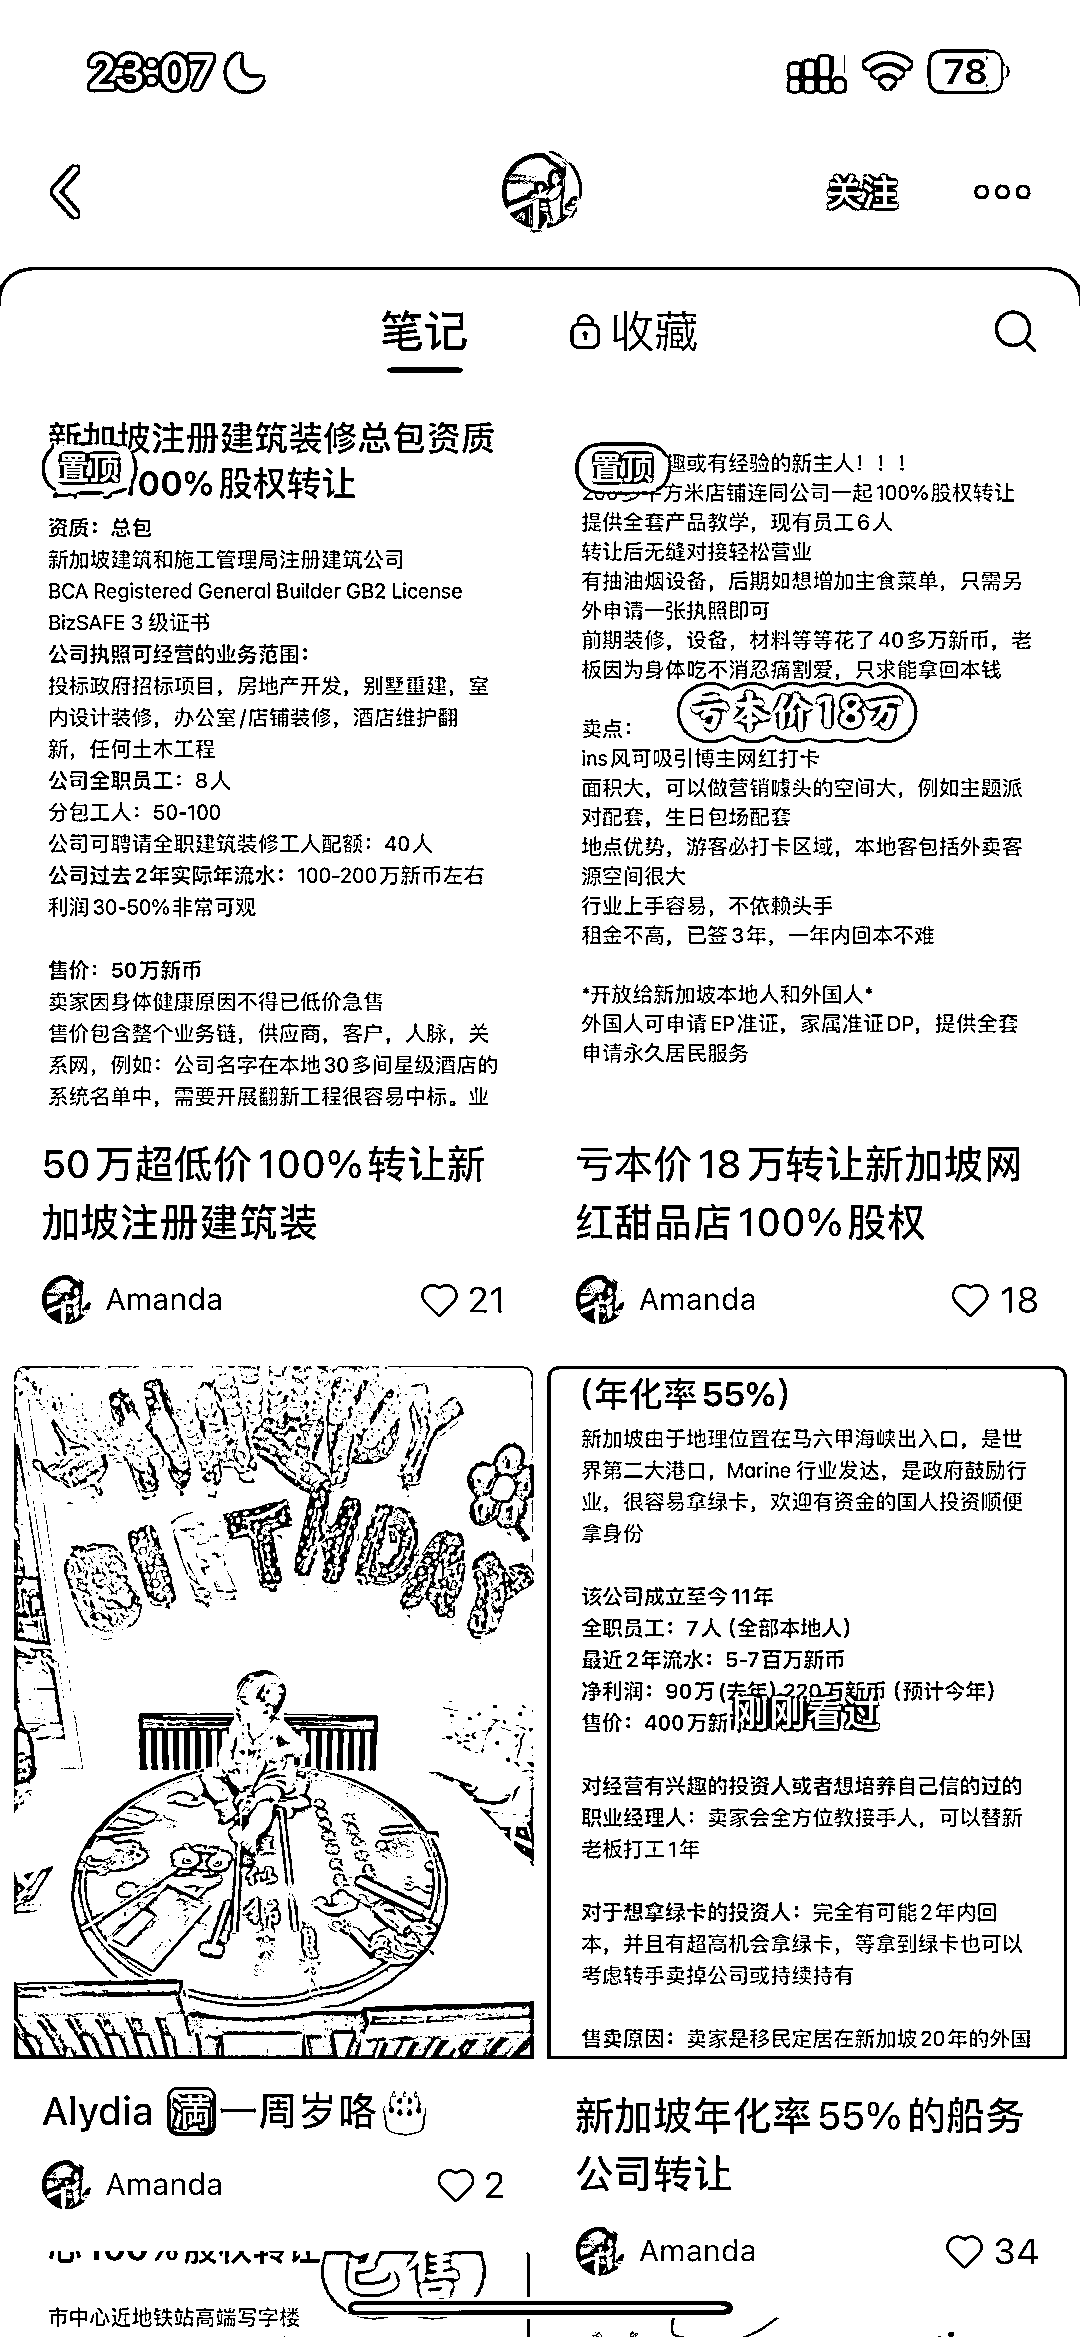 23:07
78
关注
笔记
收藏
新加坡注册建筑装修总包资质
置顶
00%股权转让
资质：总包
新加坡建筑和施工管理局注册建筑公司
BCA Registered General Builder GB2 License
BizSAFE 3 级证书
公司执照可经营的业务范围：
投标政府招标项目，房地产开发，别墅重建，室
内设计装修，办公室/店铺装修，酒店维护翻
新，任何土木工程
公司全职员工：8人
分包工人：50-100
公司可聘请全职建筑装修工人配额：40人
公司过去2年实际年流水：100-200万新币左右
利润30-50%非常可观
售价：50万新币
卖家因身体健康原因不得已低价急售
售价包含整个业务链，供应商，客户，人脉，关
系网，例如：公司名字在本地30多间星级酒店的
系统名单中，需要开展翻新工程很容易中标。业
50万超低价100%转让新
加坡注册建筑装
Amanda
21
置顶
趣或有经验的新主人！！！
200多平方米店铺连同公司一起100%股权转让
提供全套产品教学，现有员工6人
转让后无缝对接轻松营业
有抽油烟设备，后期如想增加主食菜单，只需另
外申请一张执照即可
前期装修，设备，材料等等花了40多万新币，老
板因为身体吃不消忍痛割爱，只求能拿回本钱
亏本价18万
卖点：
ins风可吸引博主网红打卡
面积大，可以做营销噱头的空间大，例如主题派
对配套，生日包场配套
地点优势，游客必打卡区域，本地客包括外卖客
源空间很大
行业上手容易，不依赖头手
租金不高，已签3年，一年内回本不难
*开放给新加坡本地人和外国人*
外国人可申请EP准证，家属准证DP，提供全套
申请永久居民服务
亏本价18万转让新加坡网
红甜品店100%股权
Amanda
18
BIRTHDAY
Alydia 满一周岁咯
Amanda
2
（年化率55%）
新加坡由于地理位置在马六甲海峡出入口，是世
界第二大港口，Marine 行业发达，是政府鼓励行
业，很容易拿绿卡，欢迎有资金的国人投资顺便
拿身份
该公司成立至今11年
全职员工：7人（全部本地人）
最近2年流水：5-7百万新币
净利润：90万(去年) 220万新币（预计今年）
售价：400万新
刚刚看过
对经营有兴趣的投资人或者想培养自己信的过的
职业经理人：卖家会全方位教接手人，可以替新
老板打工1年
对于想拿绿卡的投资人：完全有可能2年内回
本，并且有超高机会拿绿卡，等拿到绿卡也可以
考虑转手卖掉公司或持续持有
售卖原因：卖家是移民定居在新加坡20年的外国
新加坡年化率55%的船务
公司转让
Amanda
34
心100%股权转让
已售
市中心近地铁站高端写字楼